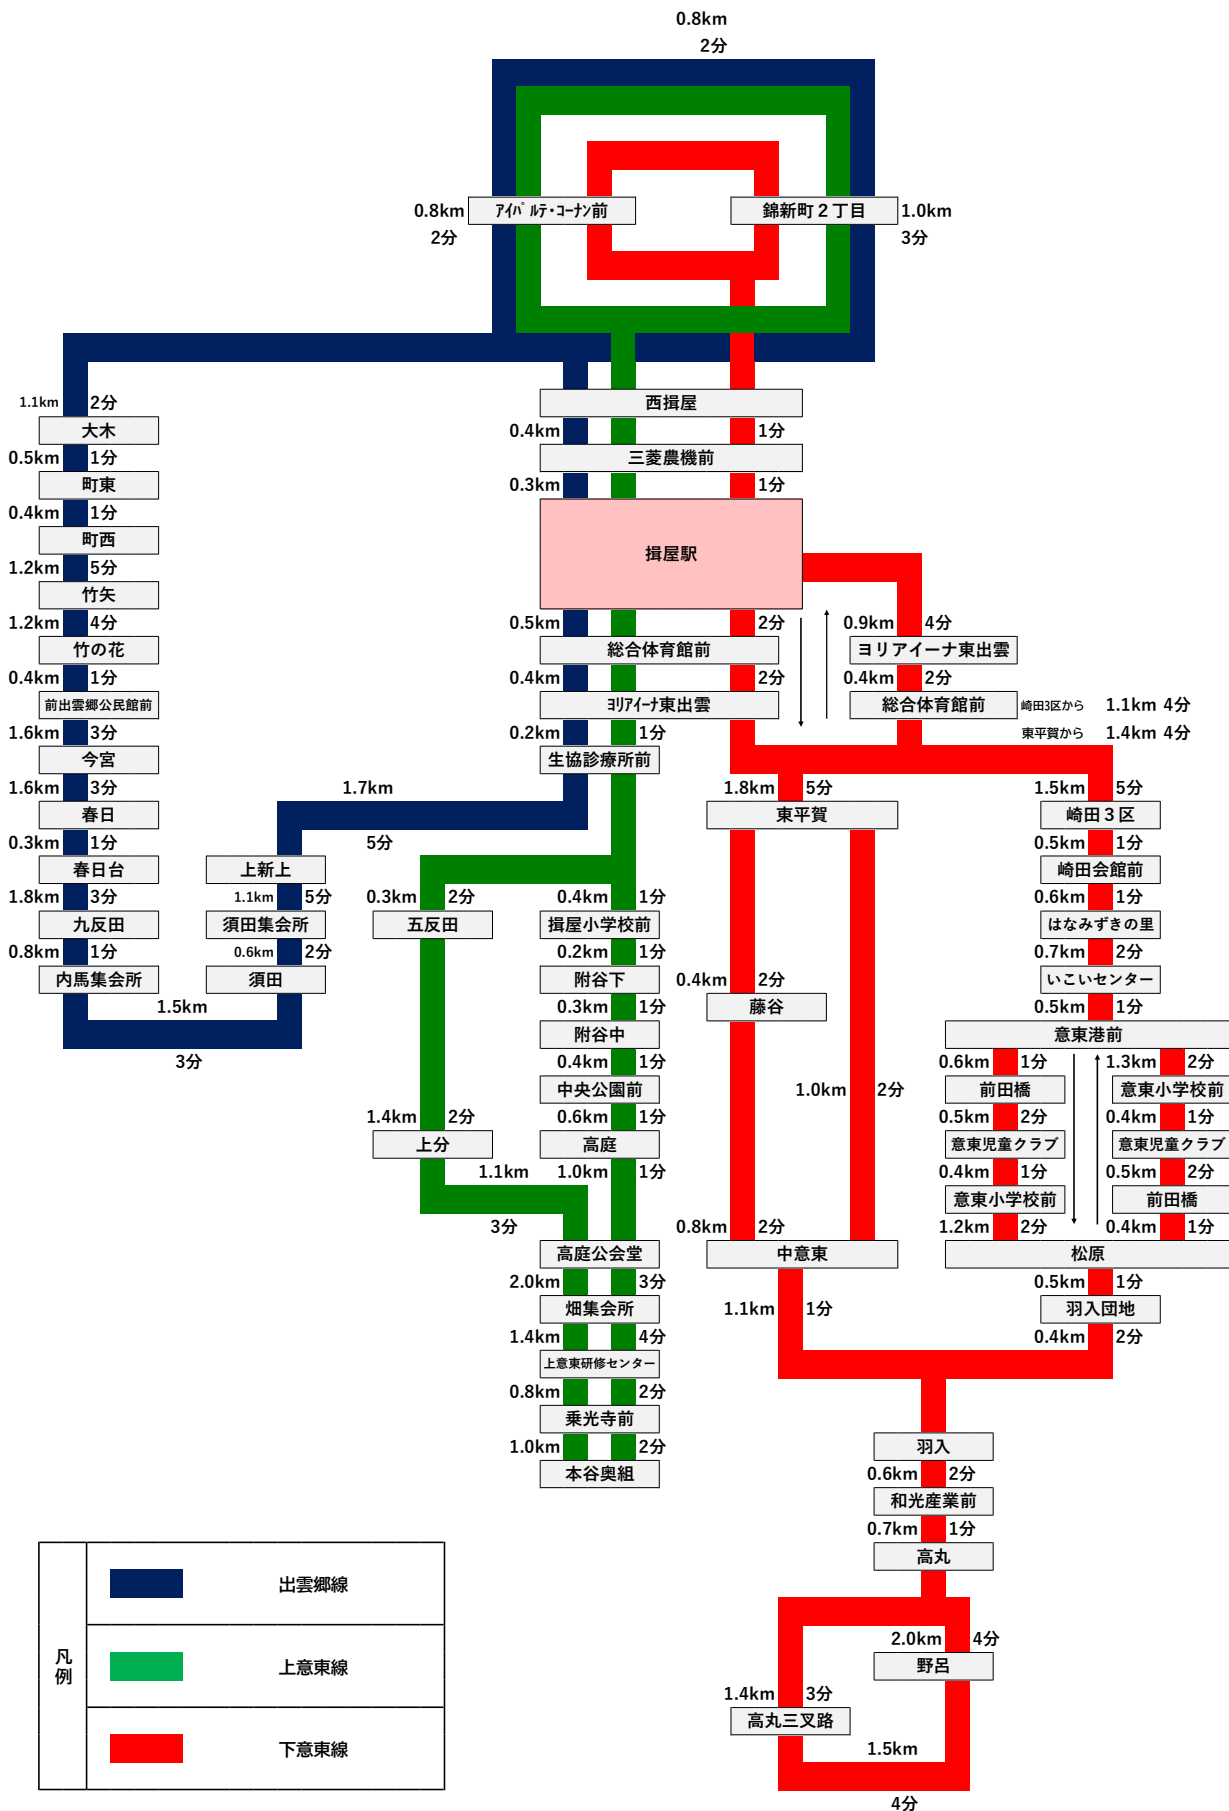 0.8km
2分
0.8km
ｱｲﾊﾟﾙﾃ・ｺｰﾅﾝ前
錦新町２丁目
1.0km
2分
3分
1.1km
2分
大木
0.5km
1分
町東
0.4km
1分
町西
1.2km
5分
竹矢
1.2km
4分
竹の花
0.4km
1分
前出雲郷公民館前
1.6km
3分
今宮
1.6km
3分
春日
0.3km
1分
春日台
1.8km
3分
九反田
0.8km
1分
内馬集会所
1.5km
3分
1.7km
5分
上新上
1.1km
5分
須田集会所
0.6km
2分
須田
西揖屋
0.4km
1分
三菱農機前
0.3km
1分
揖屋駅
0.5km
2分
総合体育館前
0.4km
2分
ﾖﾘｱｲｰﾅ東出雲
0.2km
1分
生協診療所前
0.3km
2分
五反田
1.4km
2分
上分
1.1km
3分
0.4km
1分
揖屋小学校前
0.2km
1分
附谷下
0.3km
1分
附谷中
0.4km
1分
中央公園前
0.6km
1分
高庭
1.0km
1分
高庭公会堂
2.0km
3分
畑集会所
1.4km
4分
上意東研修センター
0.8km
2分
乗光寺前
1.0km
2分
本谷奥組
0.9km
4分
ヨリアイーナ東出雲
0.4km
2分
総合体育館前
崎田3区から
1.1km 4分
東平賀から
1.4km 4分
1.8km
5分
東平賀
0.4km
2分
藤谷
1.0km
2分
0.8km
2分
中意東
1.1km
1分
1.5km
5分
崎田３区
0.5km
1分
崎田会館前
0.6km
1分
はなみずきの里
0.7km
2分
いこいセンター
0.5km
1分
意東港前
0.6km
1分
前田橋
0.5km
2分
意東児童クラブ
0.4km
1分
意東小学校前
1.2km
2分
1.3km
2分
意東小学校前
0.4km
1分
意東児童クラブ
0.5km
2分
前田橋
0.4km
1分
松原
0.5km
1分
羽入団地
0.4km
2分
羽入
0.6km
2分
和光産業前
0.7km
1分
高丸
2.0km
4分
野呂
1.4km
3分
高丸三叉路
1.5km
4分
凡例
出雲郷線
上意東線
下意東線